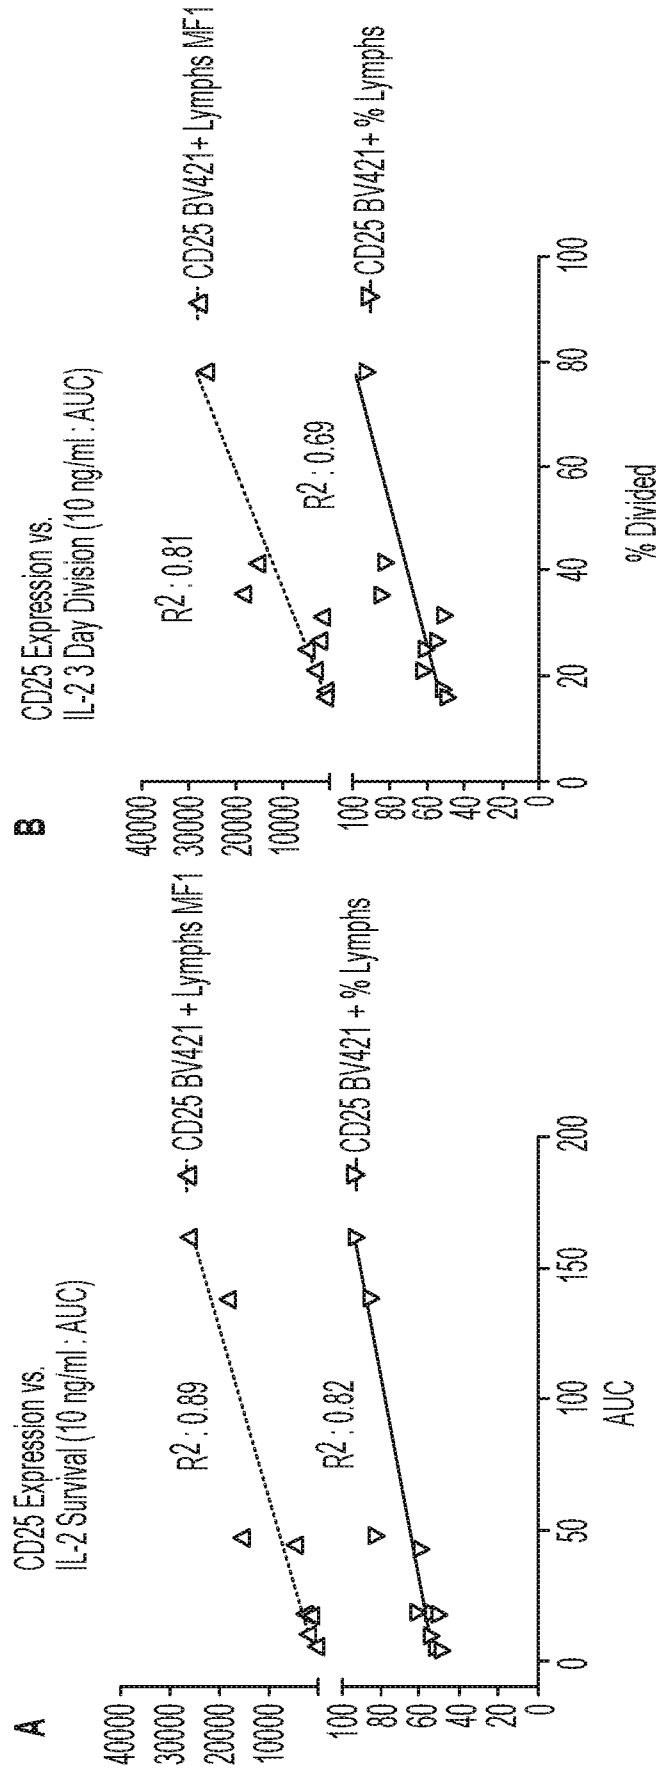 A
CD25 Expression vs.
IL-2 Survival (10 ng/ml : AUC)
40000
30000
20000
10000
100
80
60
40
20
0
R2 : 0.89
R2 : 0.82
CD25 BV421 + Lymphs MF1
CD25 BV421 + % Lymphs
0
50
100
150
200
AUC
B
CD25 Expression vs.
IL-2 3 Day Division (10 ng/ml : AUC)
40000
30000
20000
10000
100
80
60
40
20
0
R2 : 0.81
R2 : 0.69
CD25 BV421+ Lymphs MF1
CD25 BV421+ % Lymphs
0
20
40
60
80
100
% Divided